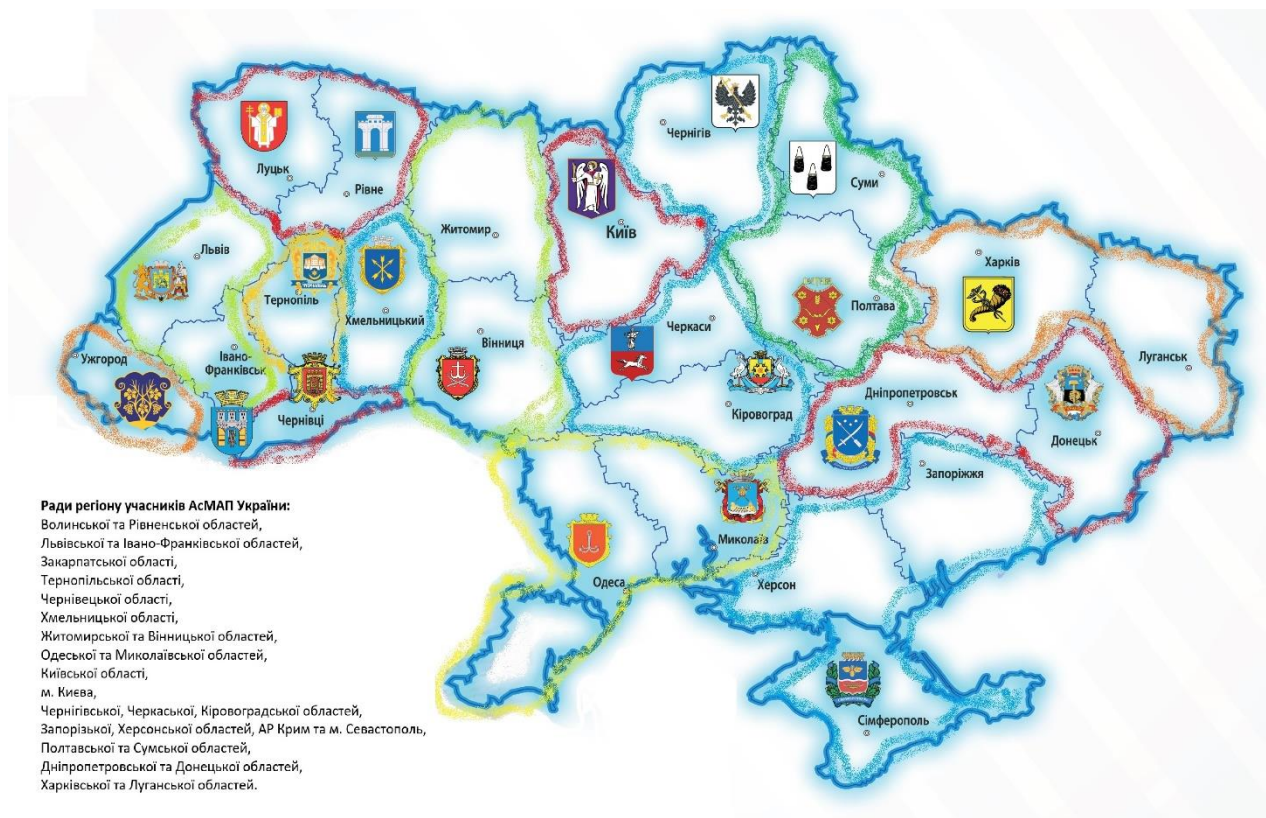 Чернігів
Луцьк
Рівне
Суми
Житомир
Київ
Львів
Харків
Тернопіль
Полтава
Хмельницький
Черкаси
Вінниця
Луганськ
Ужгород
Івано-
Франківськ
Дніпропетровськ
Кіровоград
Чернівці
Донецьк
Запоріжжя
Миколаїв
Одеса
Херсон
Сімферополь
Ради регіону учасників АсМАП України:
Волинської та Рівненської областей,
Львівської та Івано-Франківської областей,
Закарпатської області,
Тернопільської області,
Чернівецької області,
Хмельницької області,
Житомирської та Вінницької областей,
Одеської та Миколаївської областей,
Київської області,
м. Києва,
Чернігівської, Черкаської, Кіровоградської областей,
Запорізької, Херсонської областей, АР Крим та м. Севастополь,
Полтавської та Сумської областей,
Дніпропетровської та Донецької областей,
Харківської та Луганської областей.